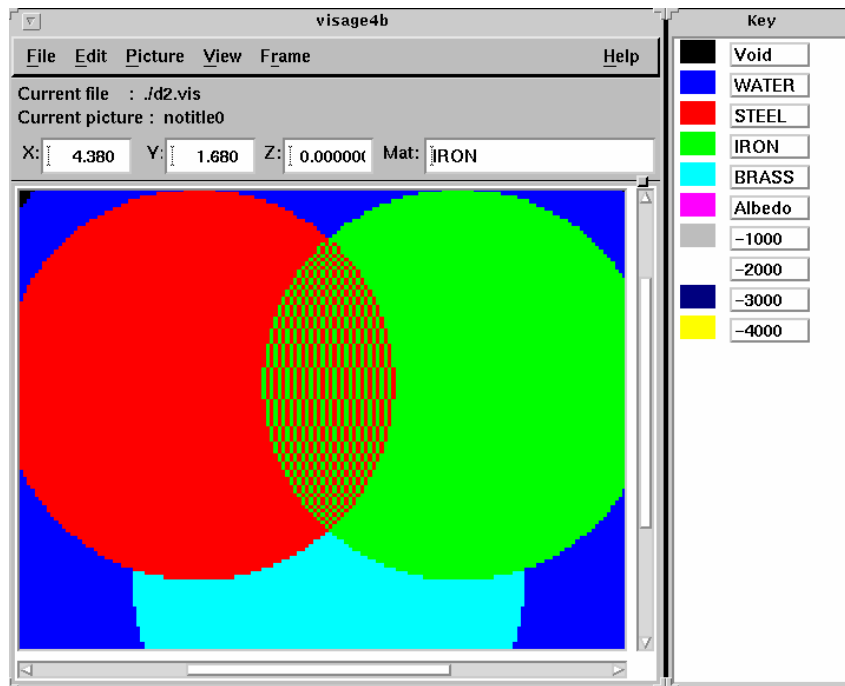 visage4b
File Edit Picture View Frame Help
Current file : ./d2.vis
Current picture : notitle0
X: 4.380 Y: 1.680 Z: 0.000000 Mat: IRON
Key
Void
WATER
STEEL
IRON
BRASS
Albedo
-1000
-2000
-3000
-4000